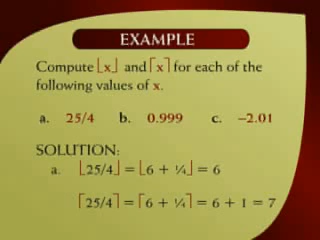 EXAMPLE
Compute ⌊x⌋ and ⌈x⌉ for each of the
following values of x.
a. 25/4 b. 0.999 c. –2.01
SOLUTION:
a. ⌊25/4⌋ = ⌊6 + ¼⌋ = 6
⌈25/4⌉ = ⌈6 + ¼⌉ = 6 + 1 = 7